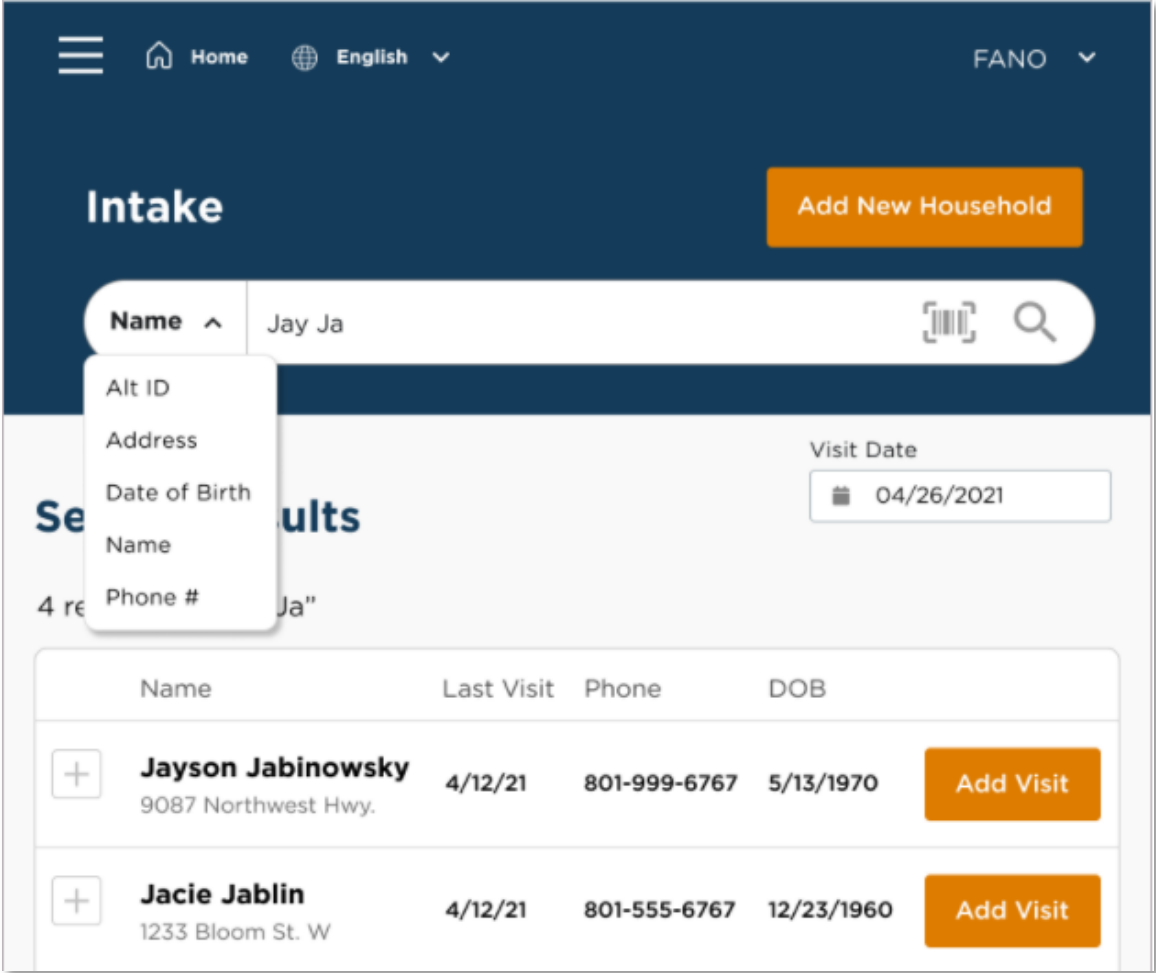 Home English FANO
Intake Add New Household
Name Jay Ja
Alt ID
Address
Date of Birth
Name
Phone #
Visit Date
04/26/2021
Se ults
4 re Ja”
Name Last Visit Phone DOB
Jayson Jabinowsky 4/12/21 801-999-6767 5/13/1970 Add Visit
9087 Northwest Hwy.
Jacie Jablin 4/12/21 801-555-6767 12/23/1960 Add Visit
1233 Bloom St. W